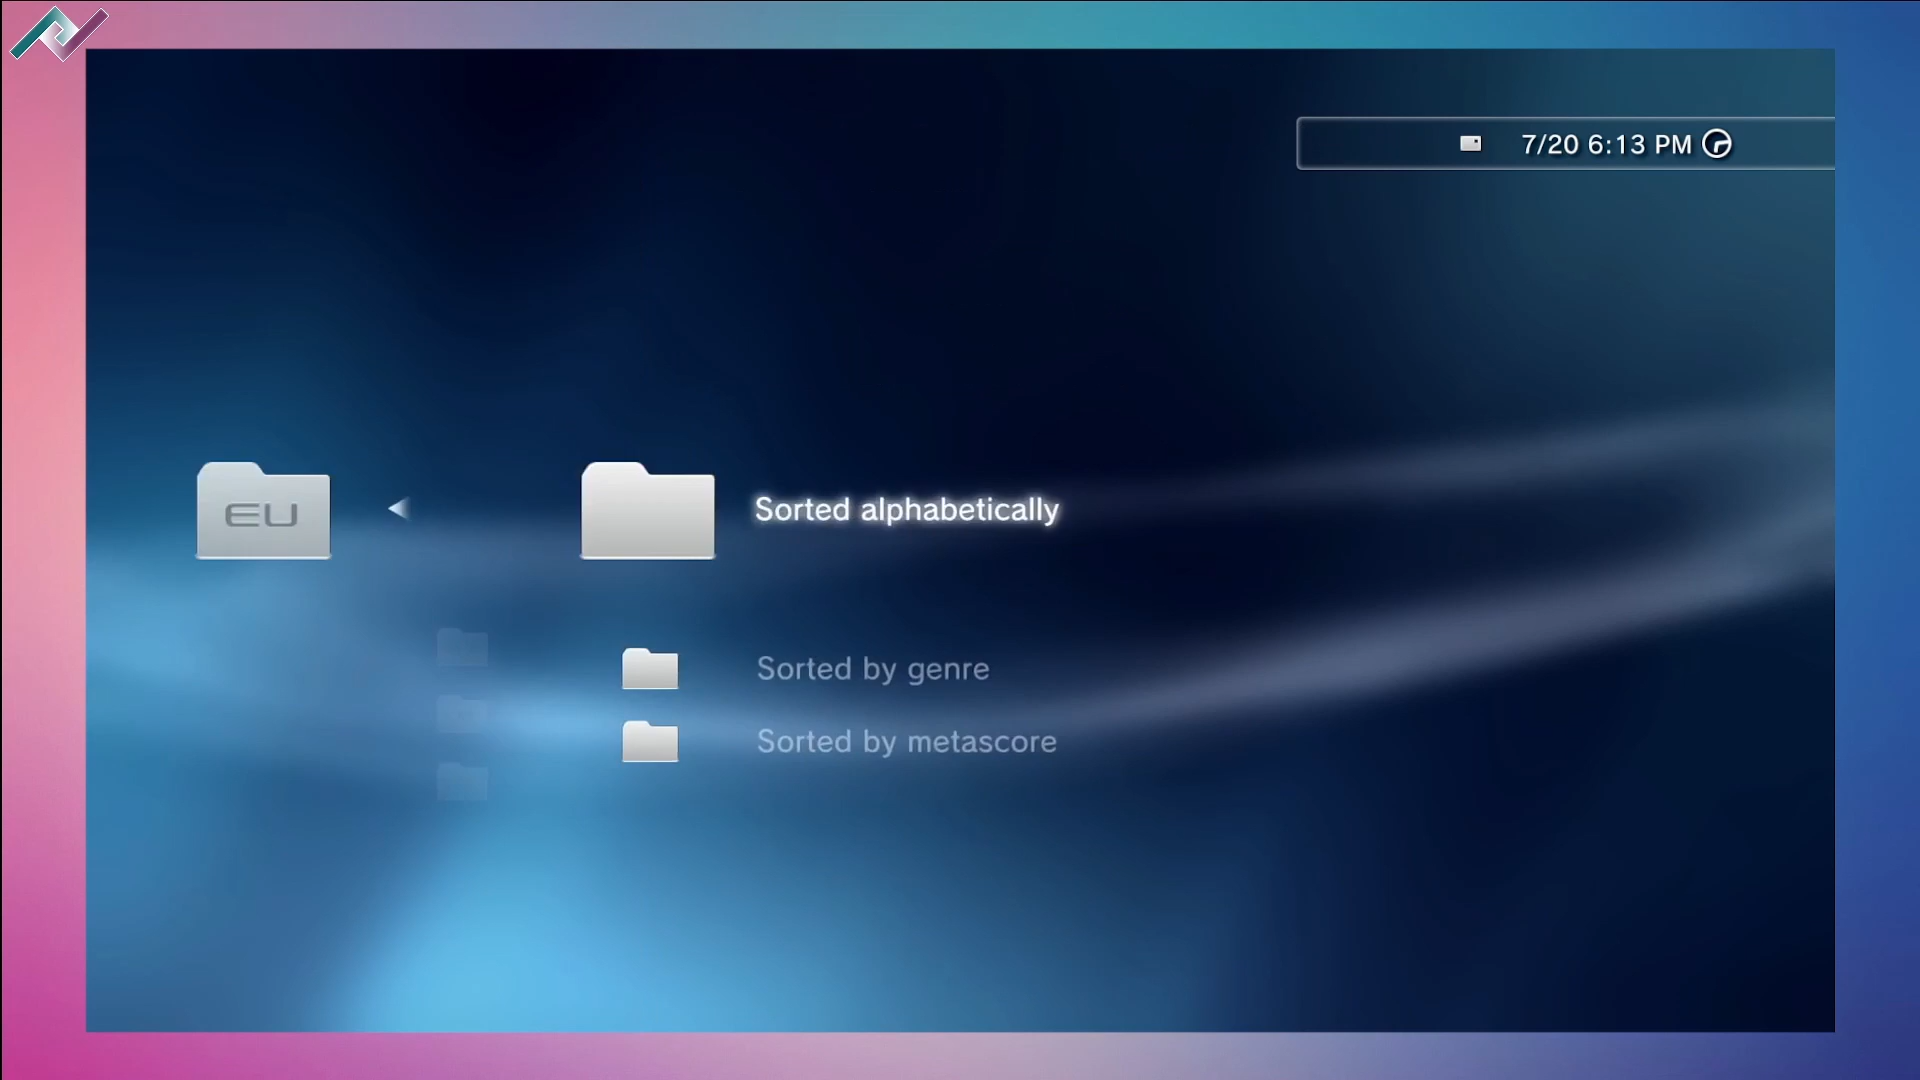 7/20 6:13 PM
EU
Sorted alphabetically
Sorted by genre
Sorted by metascore